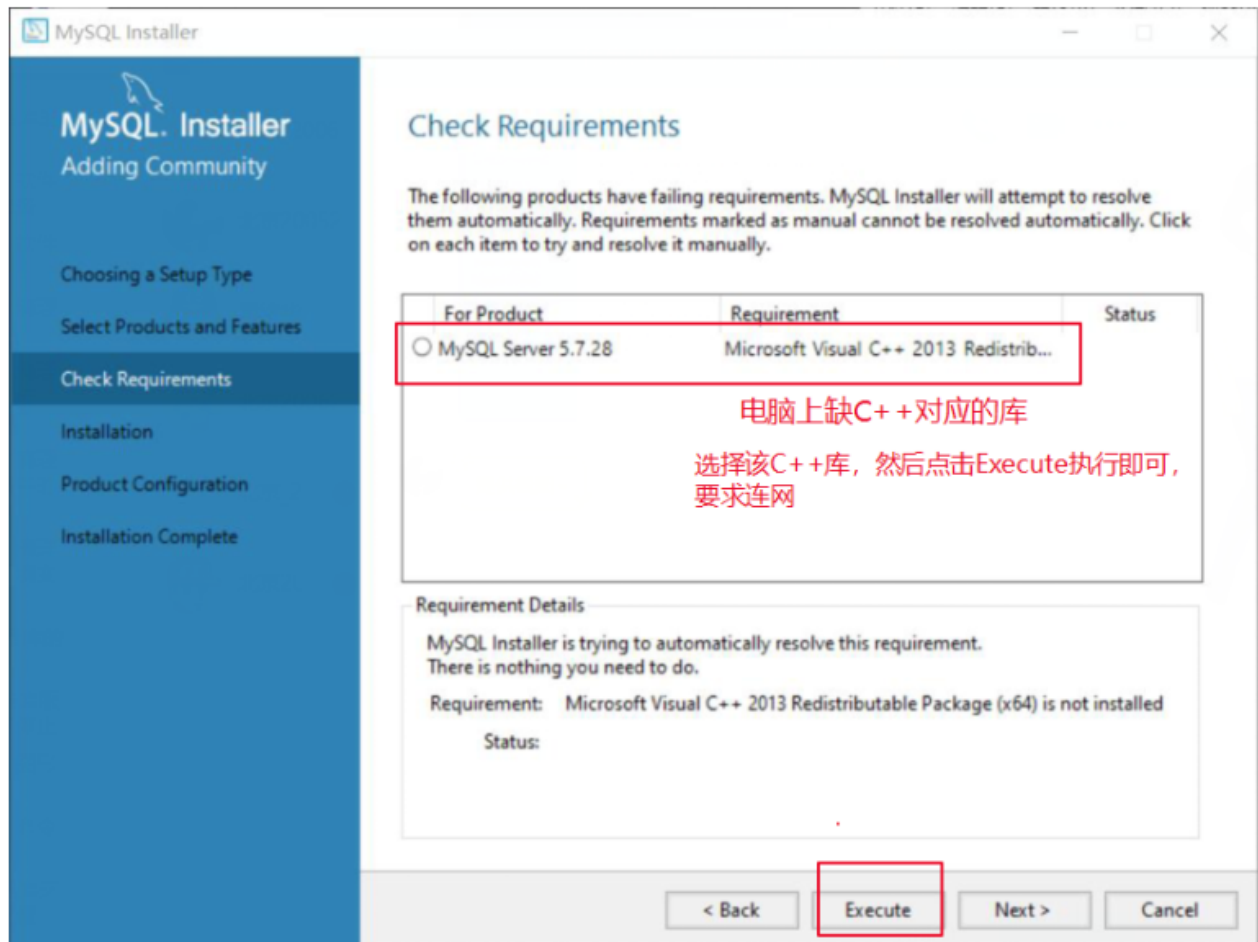 MySQL Installer
MySQL. Installer
Adding Community
Choosing a Setup Type
Select Products and Features
Check Requirements
Installation
Product Configuration
Installation Complete
Check Requirements
The following products have failing requirements. MySQL Installer will attempt to resolve
them automatically. Requirements marked as manual cannot be resolved automatically. Click
on each item to try and resolve it manually.
For Product Requirement Status
MySQL Server 5.7.28 Microsoft Visual C++ 2013 Redistrib...
电脑上缺C++对应的库
选择该C++库，然后点击Execute执行即可，
要求连网
Requirement Details
MySQL Installer is trying to automatically resolve this requirement.
There is nothing you need to do.
Requirement: Microsoft Visual C++ 2013 Redistributable Package (x64) is not installed
Status:
< Back Execute Next > Cancel